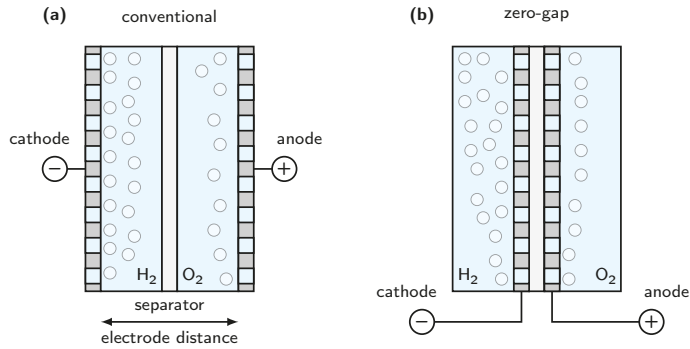 (a)
conventional
cathode
−
anode
+
H₂
O₂
separator
electrode distance
(b)
zero-gap
H₂
O₂
cathode
−
anode
+